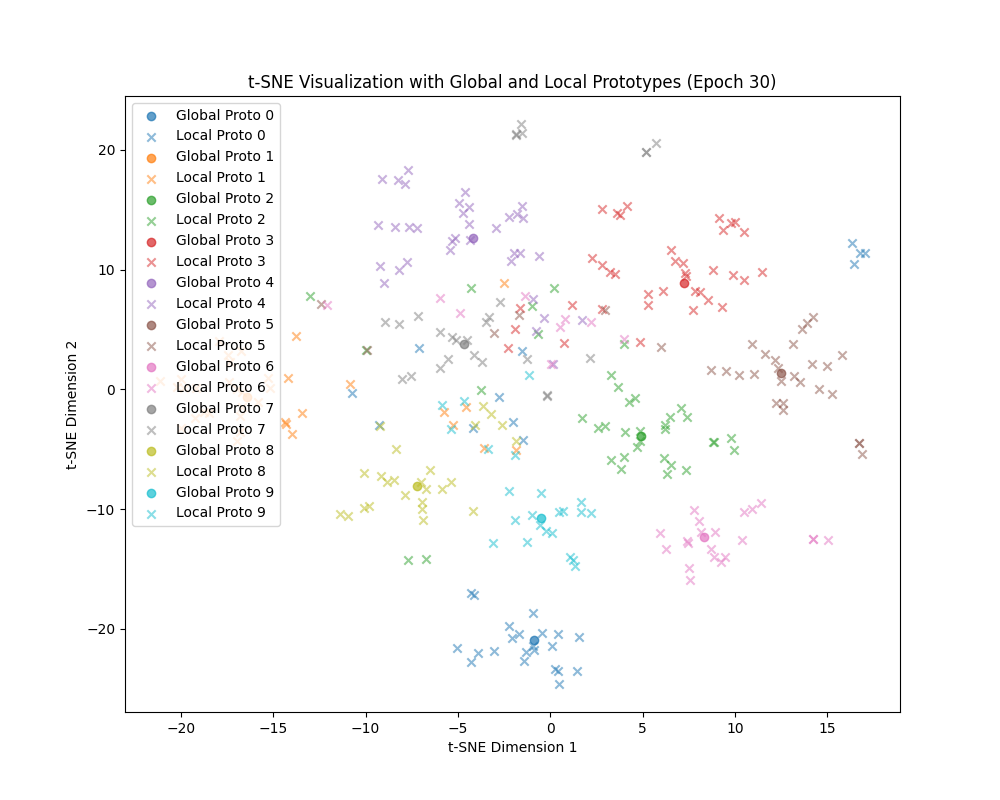 t-SNE Visualization with Global and Local Prototypes (Epoch 30)
Global Proto 0
Local Proto 0
Global Proto 1
Local Proto 1
Global Proto 2
Local Proto 2
Global Proto 3
Local Proto 3
Global Proto 4
Local Proto 4
Global Proto 5
Local Proto 5
Global Proto 6
Local Proto 6
Global Proto 7
Local Proto 7
Global Proto 8
Local Proto 8
Global Proto 9
Local Proto 9
20
10
0
−10
−20
t-SNE Dimension 2
−20
−15
−10
−5
0
5
10
15
t-SNE Dimension 1